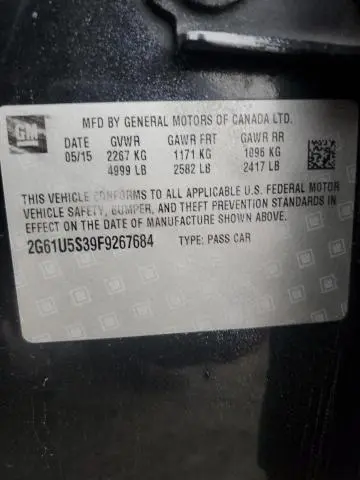 GM
MFD BY GENERAL MOTORS OF CANADA LTD.
DATE GVWR GAWR FRT GAWR RR
05/15 2267 KG 1171 KG 1096 KG
4999 LB 2582 LB 2417 LB
THIS VEHICLE CONFORMS TO ALL APPLICABLE U.S. FEDERAL MOTOR
VEHICLE SAFETY, BUMPER, AND THEFT PREVENTION STANDARDS IN
EFFECT ON THE DATE OF MANUFACTURE SHOWN ABOVE.
2G61U5S39F9267684 TYPE: PASS CAR